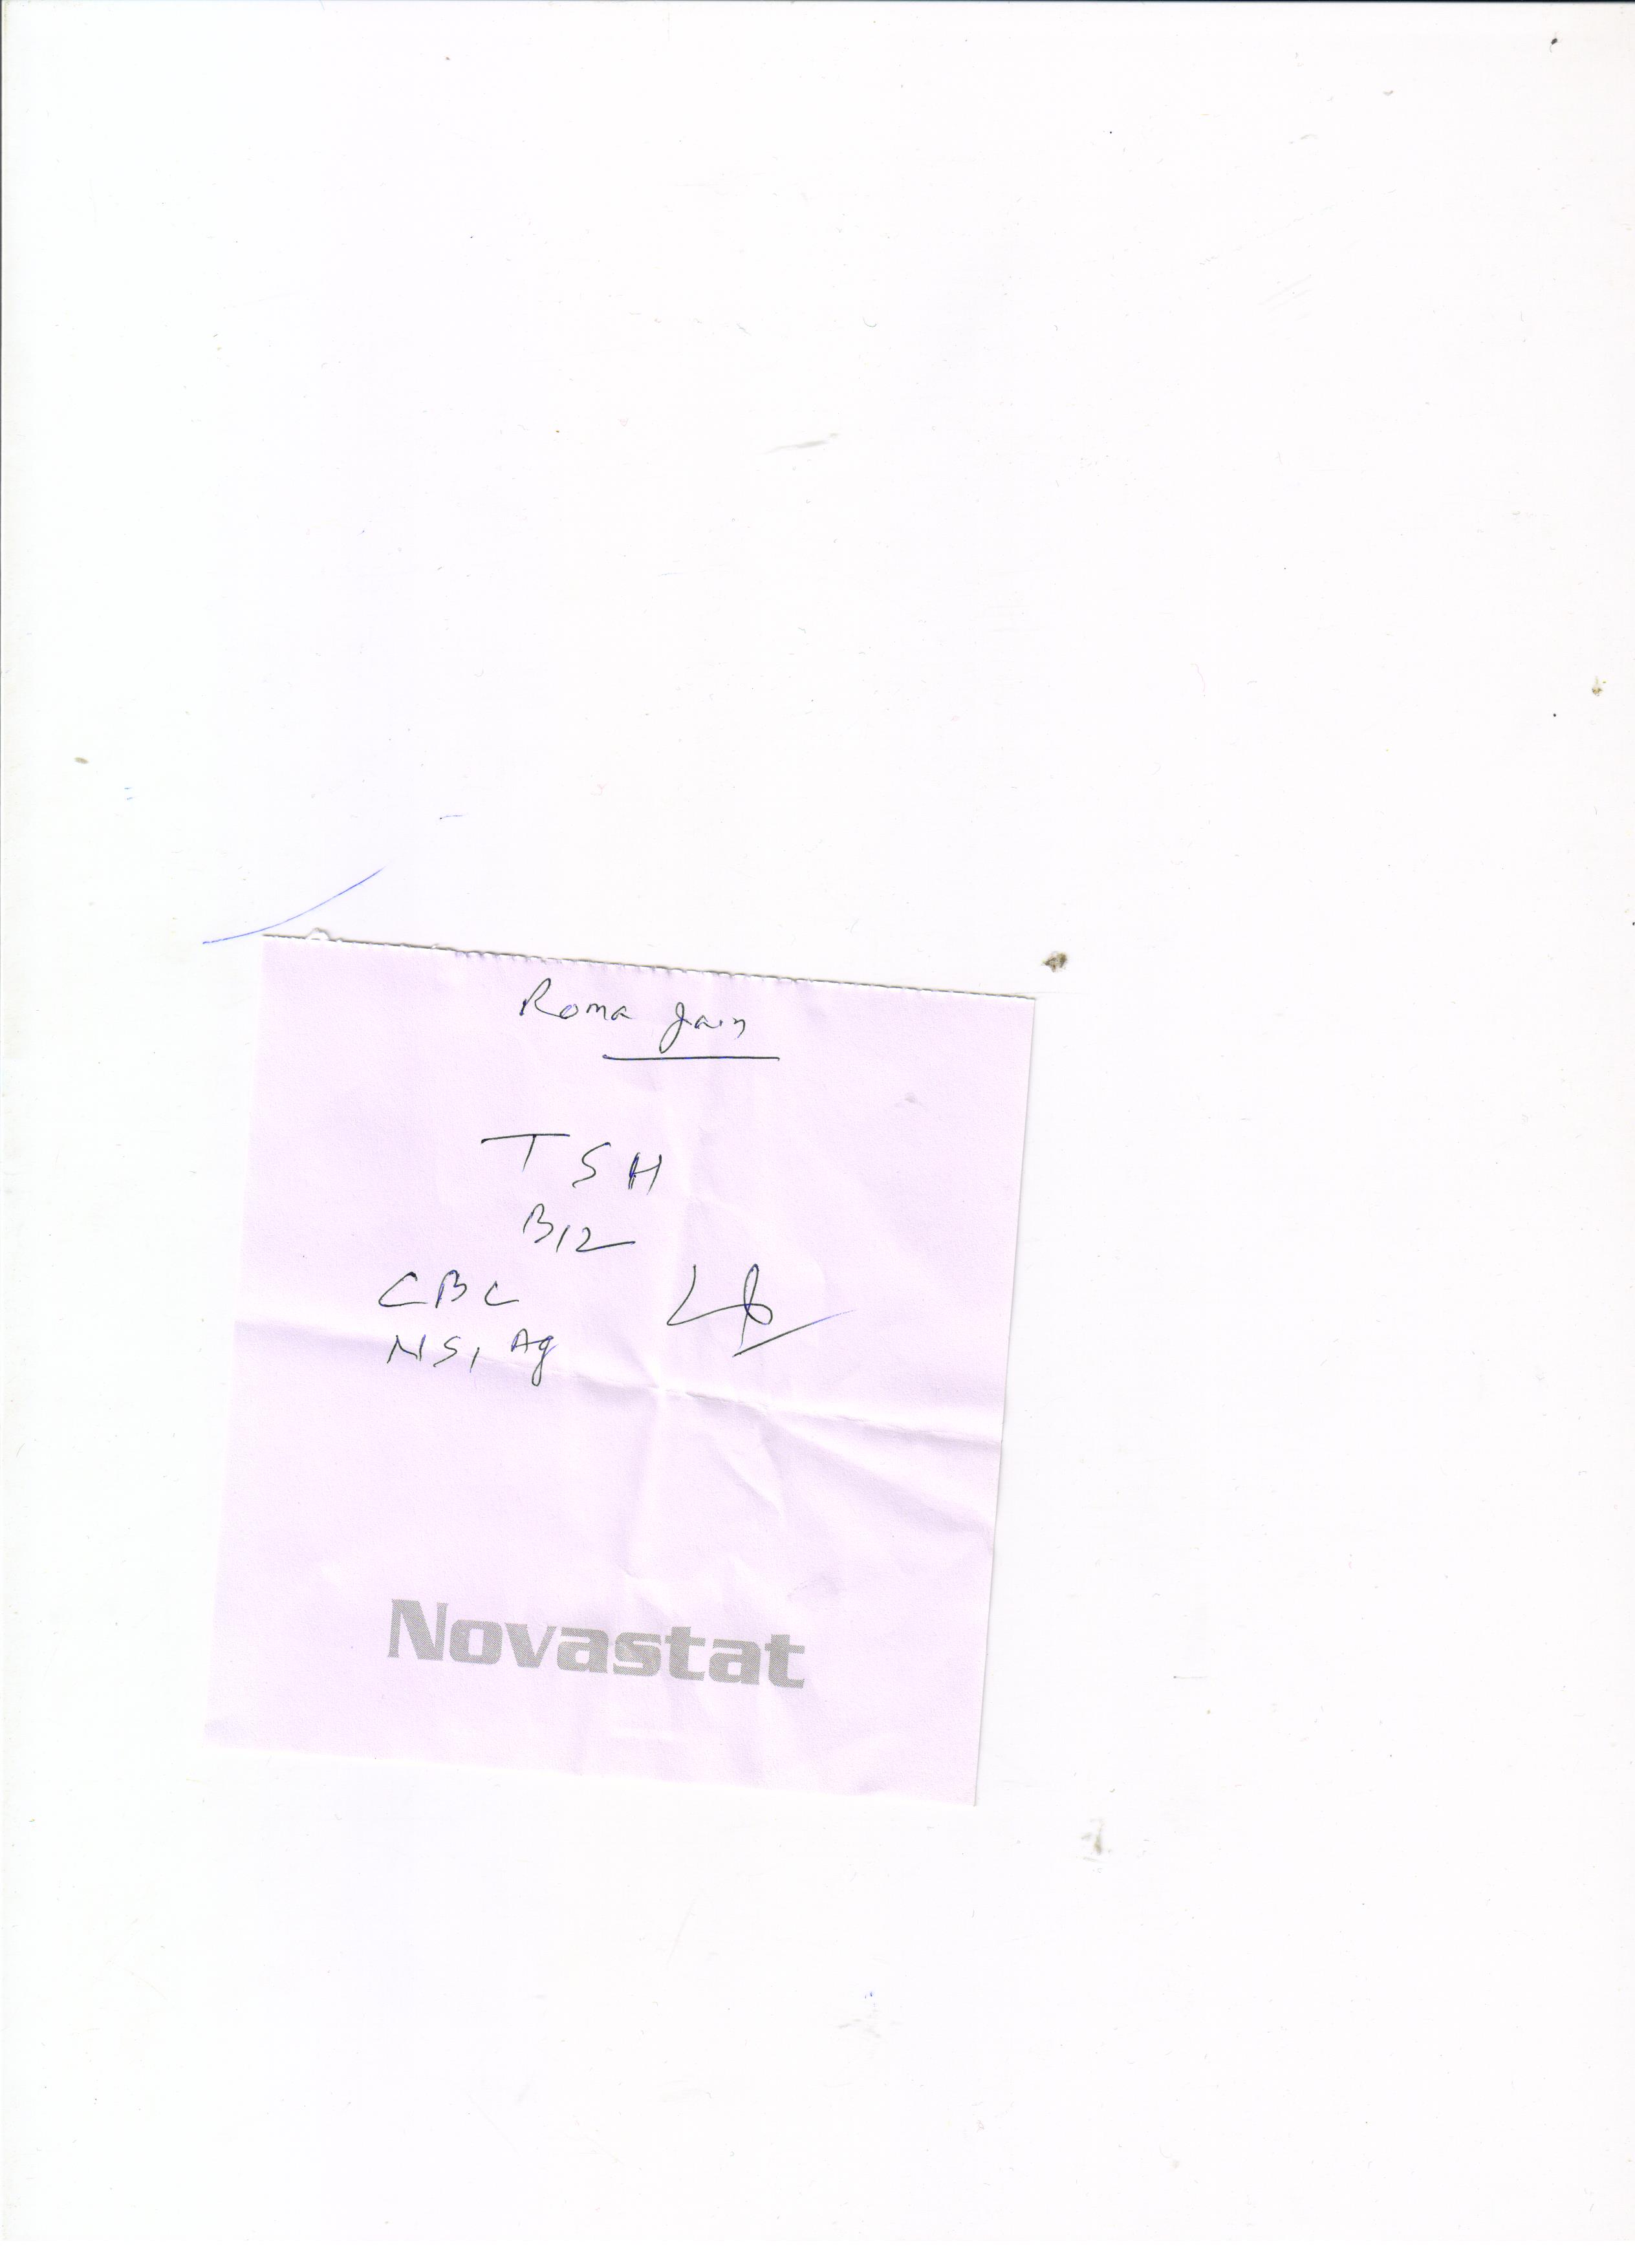 Roma Jain
TSH
B12
CBC
NS1 Ag
Novastat